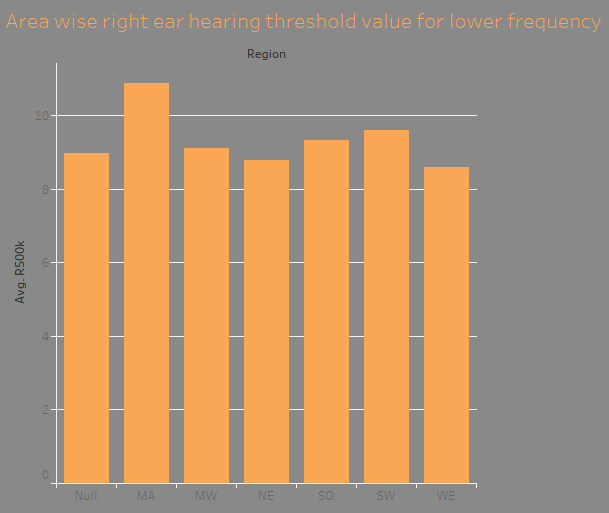 Area wise right ear hearing threshold value for lower frequency
Region
Avg. R500k
10
8
6
4
2
0
Null MA MW NE SO SW WE